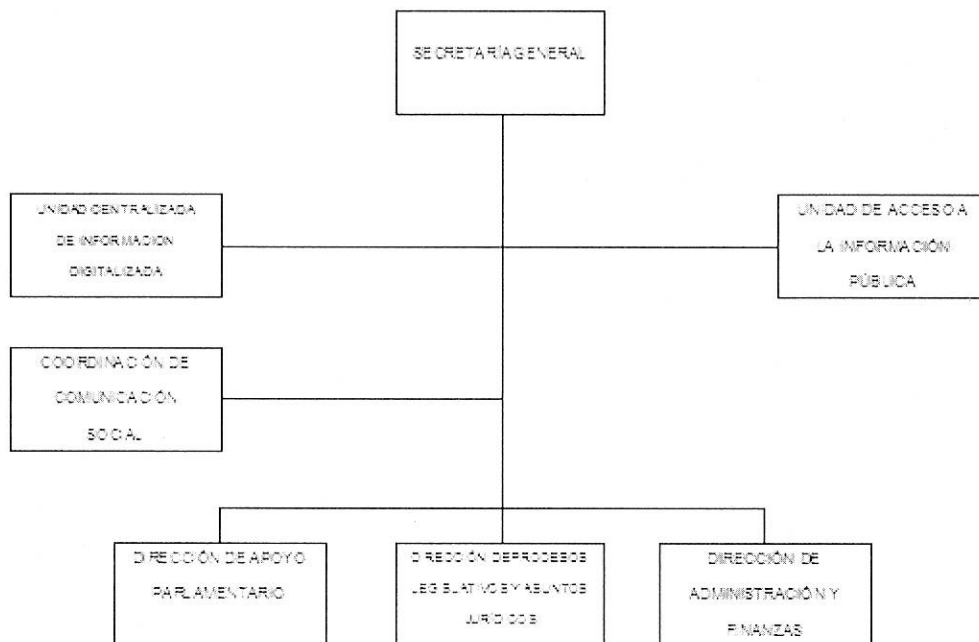 SECRETARÍA GENERAL
UNIDAD CENTRALIZADA
DE INFORMACIÓN
DIGITALIZADA
UNIDAD DE ACCESO A
LA INFORMACIÓN
PÚBLICA
COORDINACIÓN DE
COMUNICACIÓN
SOCIAL
DIRECCIÓN DE APOYO
PARLAMENTARIO
DIRECCIÓN DE PROCESOS
LEGISLATIVOS Y ASUNTOS
JURÍDICOS
DIRECCIÓN DE
ADMINISTRACIÓN Y
FINANZAS